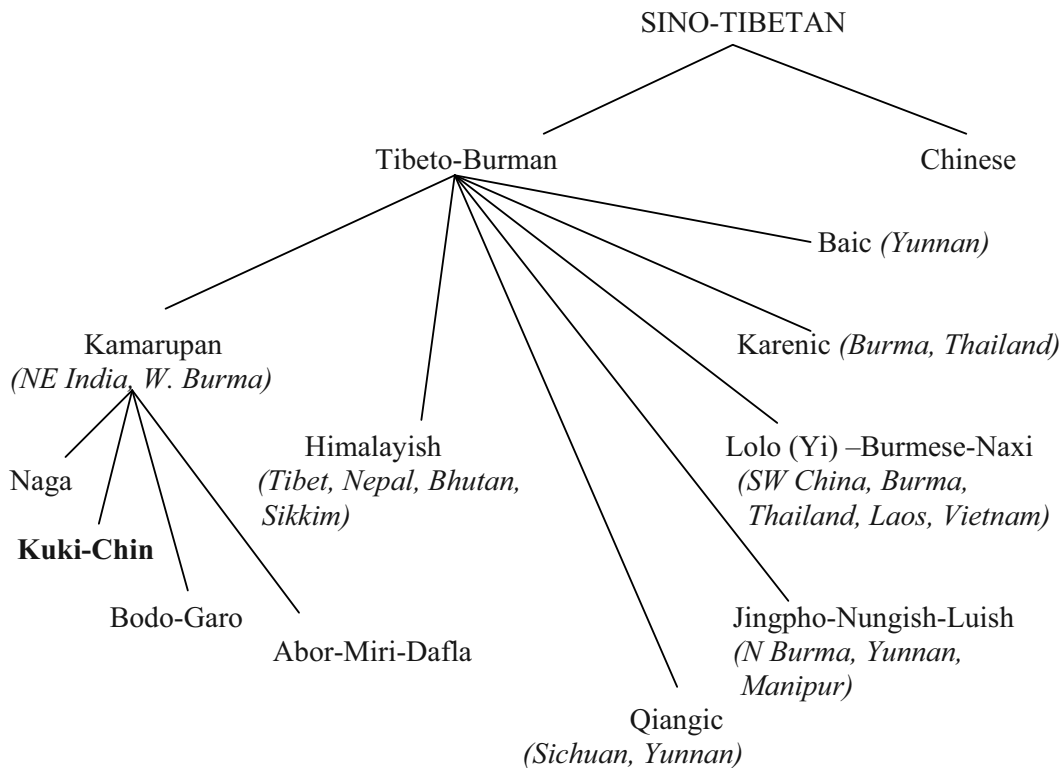 SINO-TIBETAN
Tibeto-Burman
Chinese
Baic (Yunnan)
Kamarupan
(NE India, W. Burma)
Karenic (Burma, Thailand)
Himalayish
(Tibet, Nepal, Bhutan,
Sikkim)
Lolo (Yi) –Burmese-Naxi
(SW China, Burma,
Thailand, Laos, Vietnam)
Naga
Kuki-Chin
Bodo-Garo
Abor-Miri-Dafla
Jingpho-Nungish-Luish
(N Burma, Yunnan,
Manipur)
Qiangic
(Sichuan, Yunnan)